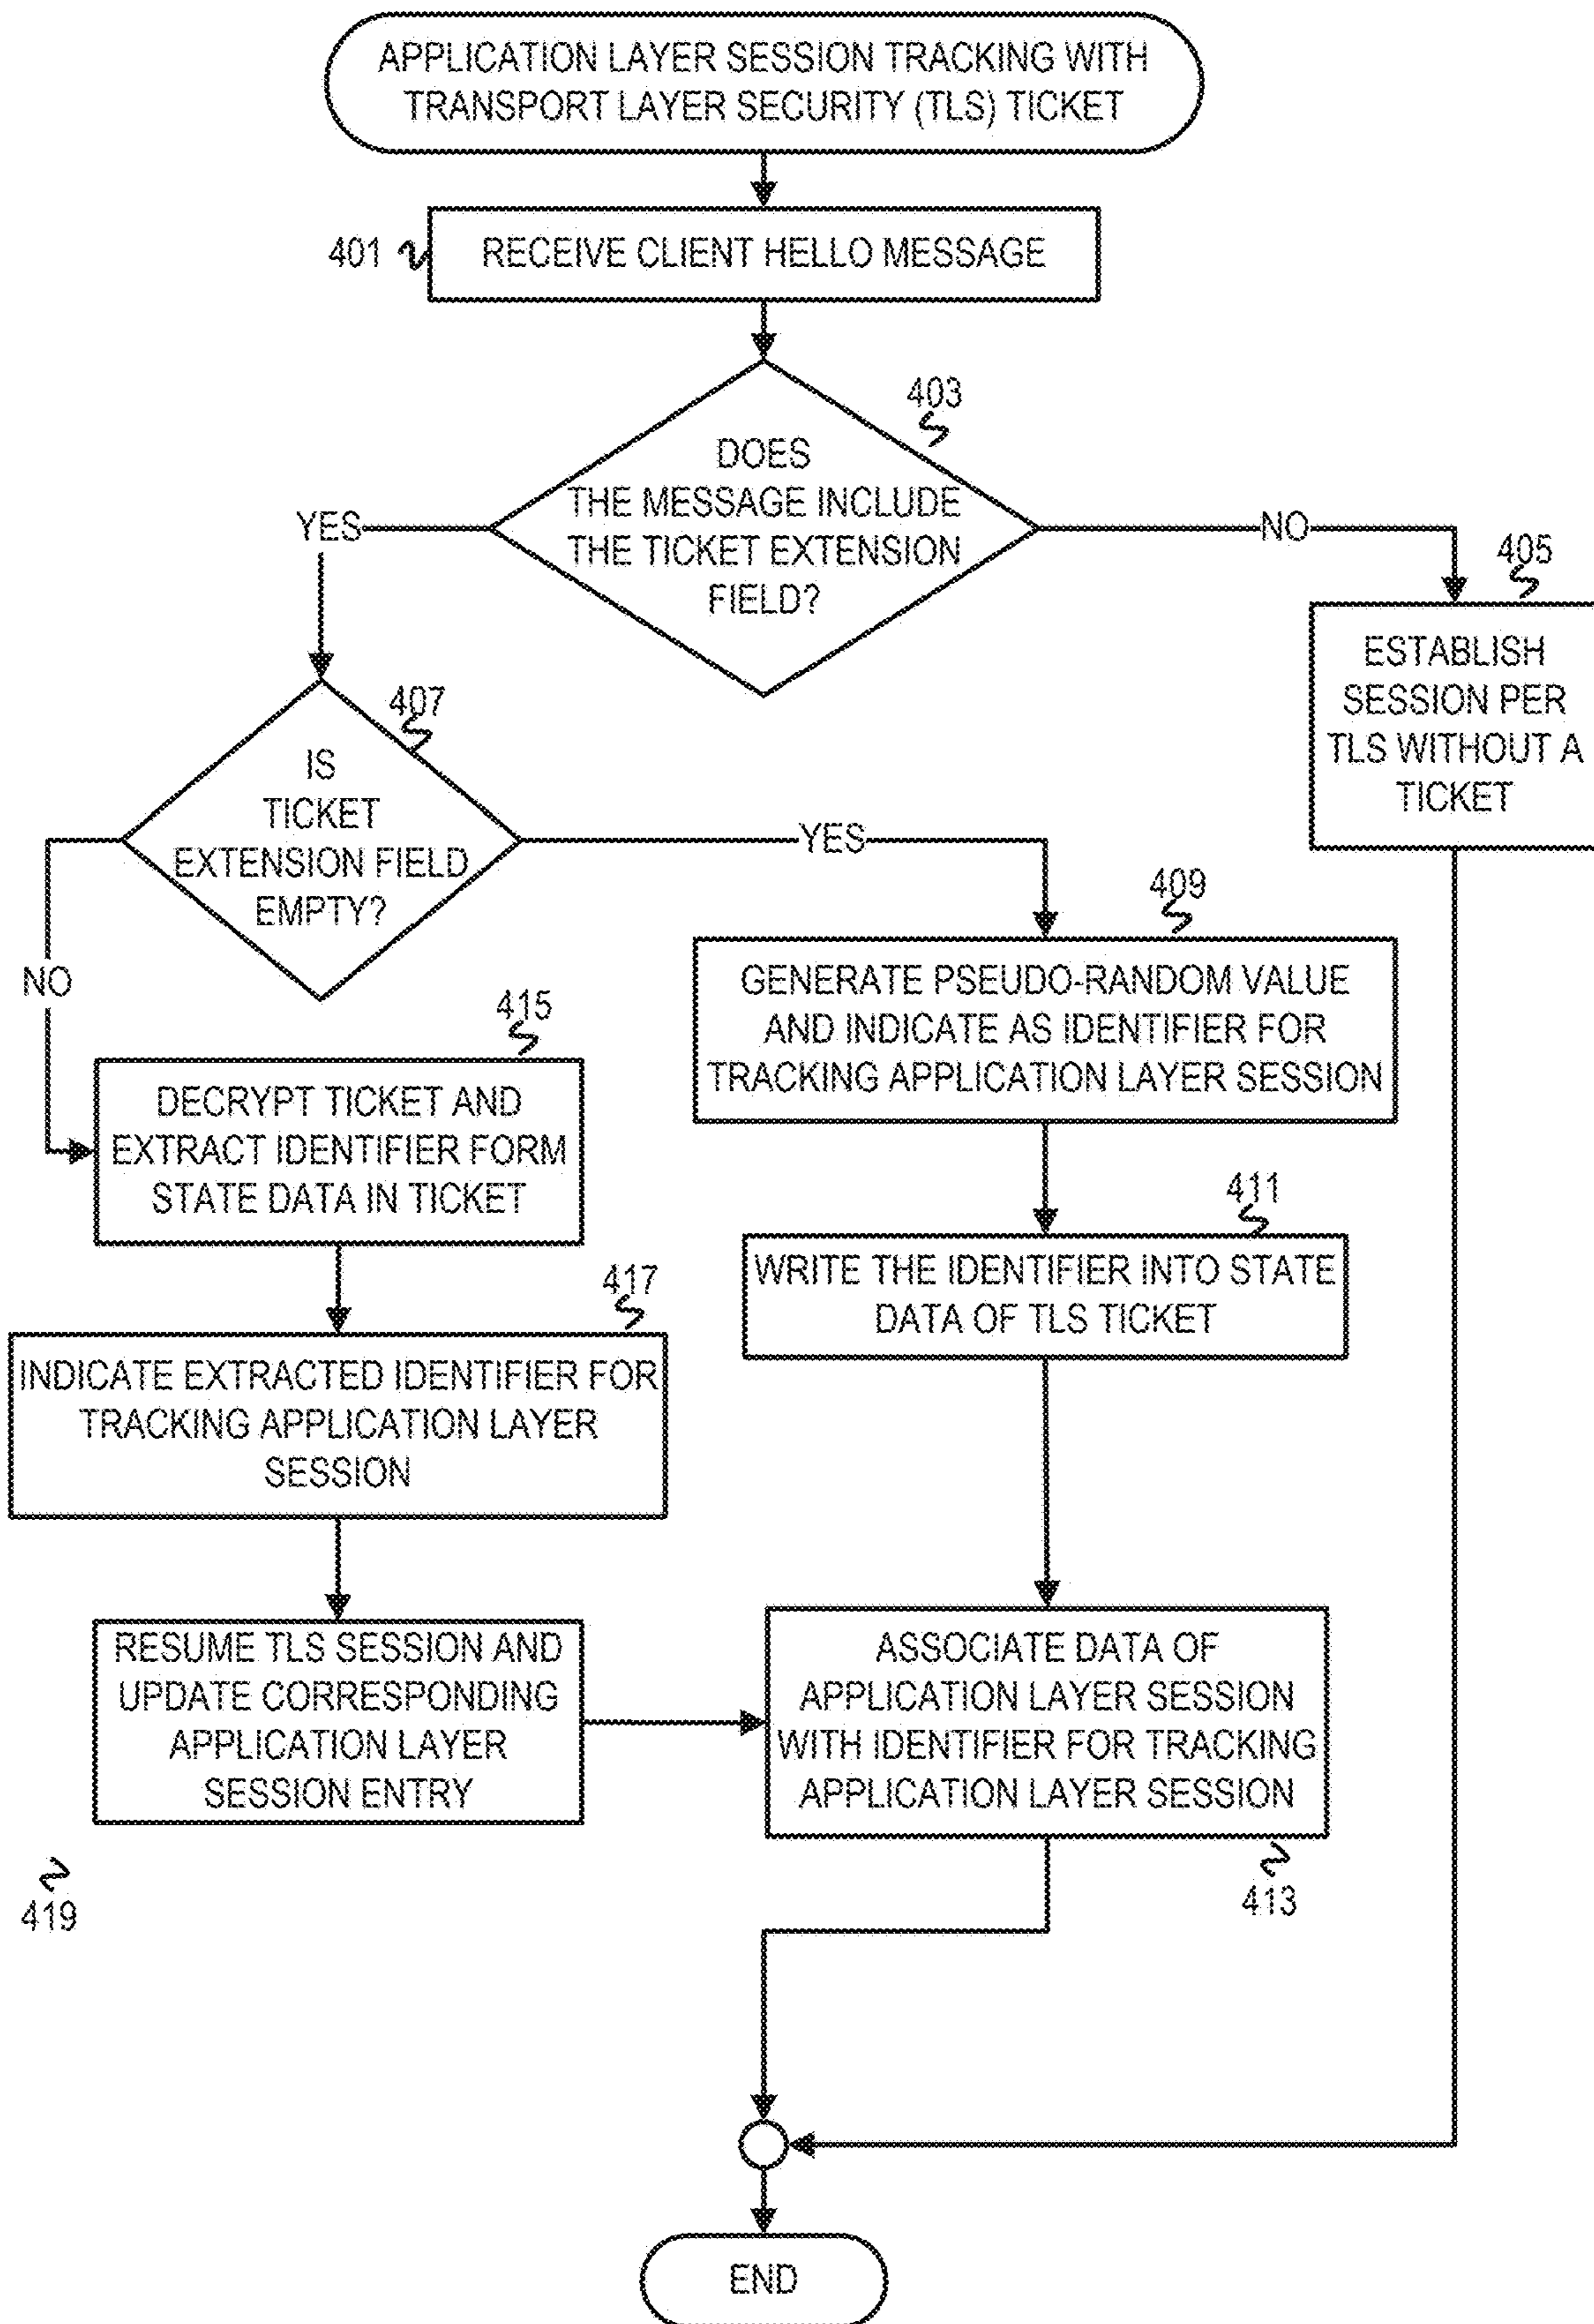 APPLICATION LAYER SESSION TRACKING WITH
TRANSPORT LAYER SECURITY (TLS) TICKET
401
RECEIVE CLIENT HELLO MESSAGE
403
DOES
THE MESSAGE INCLUDE
THE TICKET EXTENSION
FIELD?
YES
NO
405
ESTABLISH
SESSION PER
TLS WITHOUT A
TICKET
407
IS
TICKET
EXTENSION FIELD
EMPTY?
YES
NO
409
GENERATE PSEUDO-RANDOM VALUE
AND INDICATE AS IDENTIFIER FOR
TRACKING APPLICATION LAYER SESSION
415
DECRYPT TICKET AND
EXTRACT IDENTIFIER FORM
STATE DATA IN TICKET
411
WRITE THE IDENTIFIER INTO STATE
DATA OF TLS TICKET
417
INDICATE EXTRACTED IDENTIFIER FOR
TRACKING APPLICATION LAYER
SESSION
RESUME TLS SESSION AND
UPDATE CORRESPONDING
APPLICATION LAYER
SESSION ENTRY
419
ASSOCIATE DATA OF
APPLICATION LAYER SESSION
WITH IDENTIFIER FOR TRACKING
APPLICATION LAYER SESSION
413
END